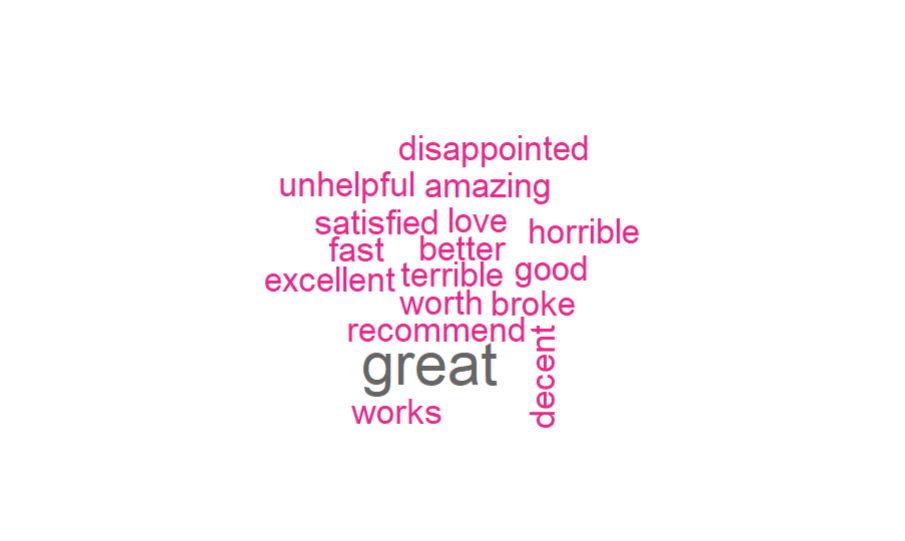 disappointed
unhelpful amazing
satisfied love
horrible
fast better
excellent terrible good
worth broke
recommend
great
decent
works